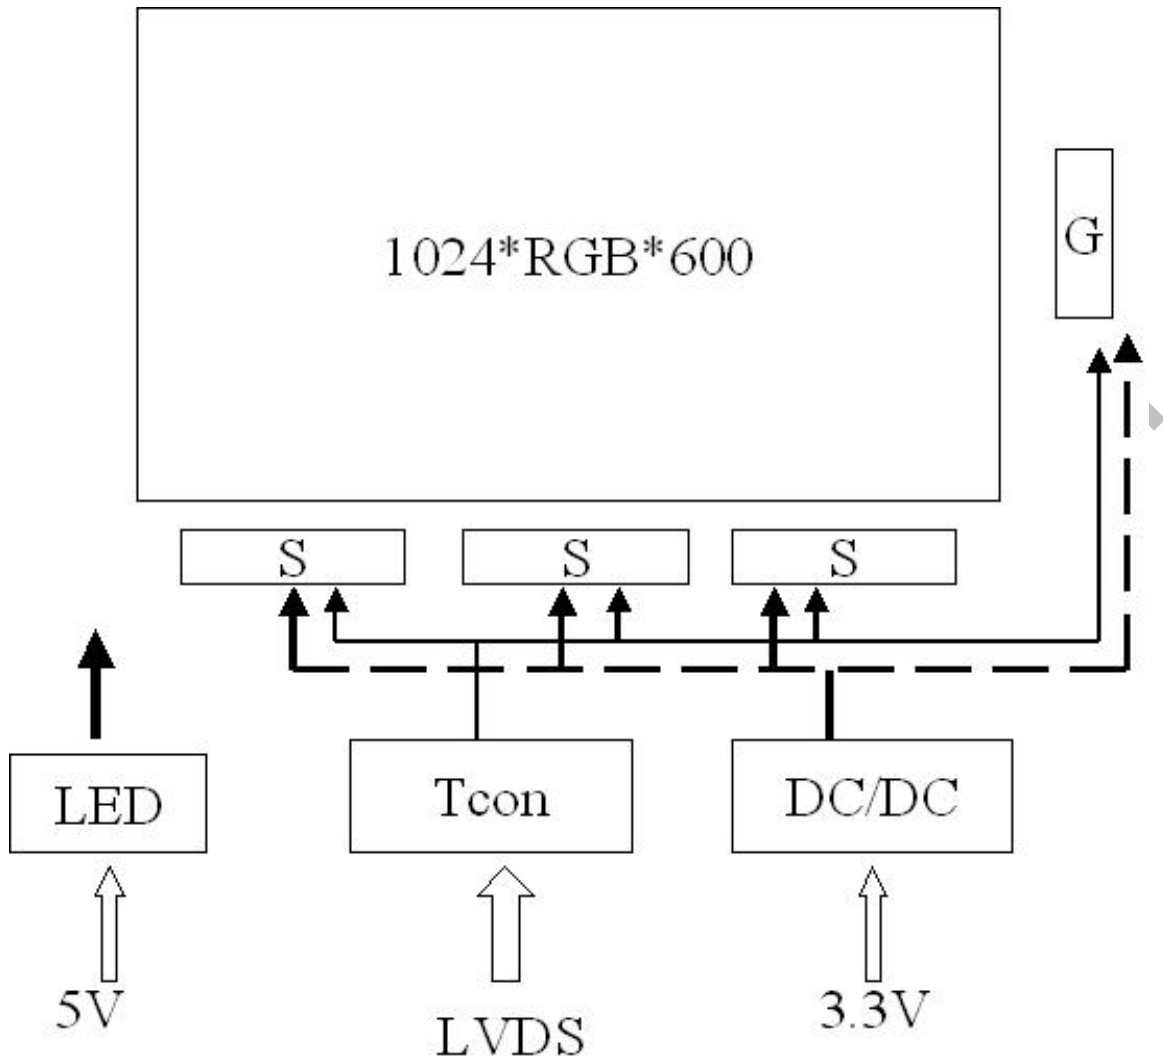 1024*RGB*600
G
S
S
S
LED
Tcon
DC/DC
5V
LVDS
3.3V